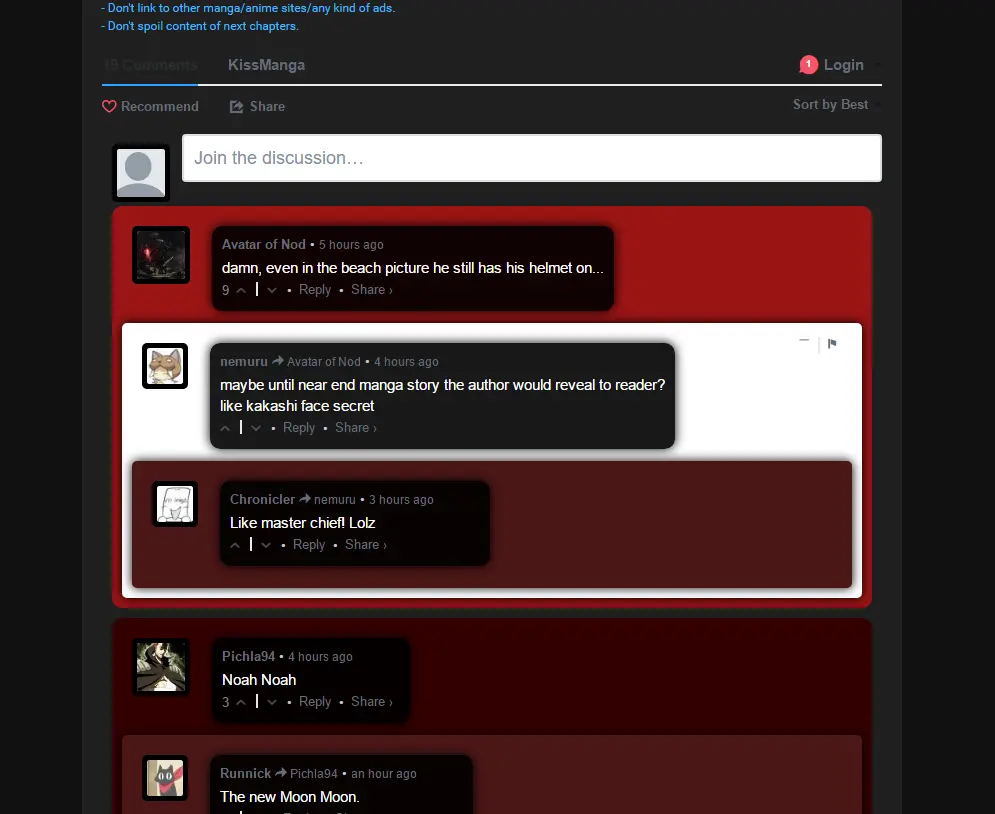 - Don't link to other manga/anime sites/any kind of ads.
- Don't spoil content of next chapters.
19 Comments KissManga 1 Login
Recommend Share Sort by Best
Join the discussion…
Avatar of Nod • 5 hours ago
damn, even in the beach picture he still has his helmet on...
9 • Reply • Share ›
nemuru Avatar of Nod • 4 hours ago
maybe until near end manga story the author would reveal to reader?
like kakashi face secret
• Reply • Share ›
Chronicler nemuru • 3 hours ago
Like master chief! Lolz
• Reply • Share ›
Pichla94 • 4 hours ago
Noah Noah
3 • Reply • Share ›
Runnick Pichla94 • an hour ago
The new Moon Moon.